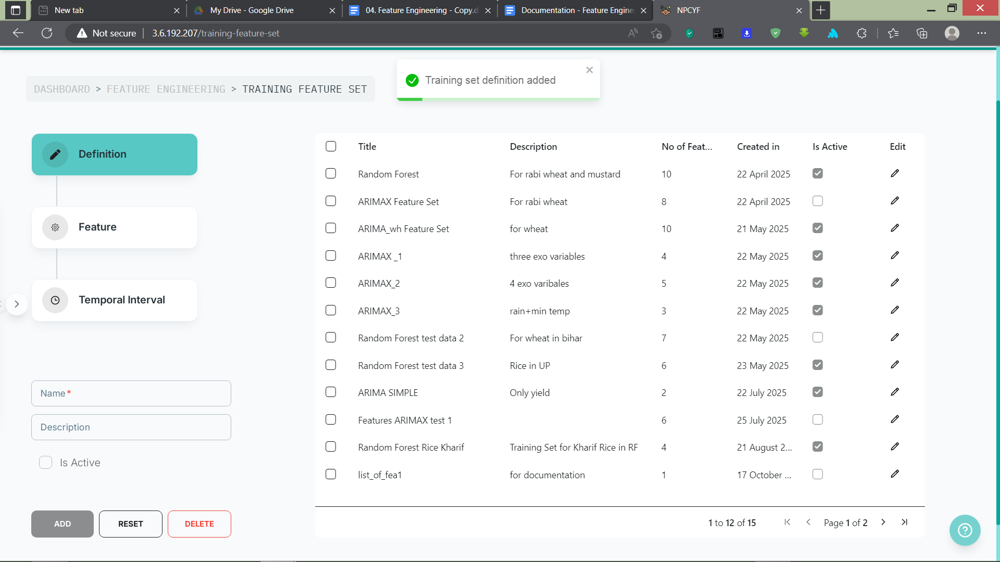 New tab
My Drive - Google Drive
04. Feature Engineering - Copy.d
Documentation - Feature Engine
NPCYF
Not secure
3.6.192.207/training-feature-set
DASHBOARD > FEATURE ENGINEERING > TRAINING FEATURE SET
Training set definition added
Definition
Feature
Temporal Interval
Name*
Description
Is Active
ADD
RESET
DELETE
Title Description No of Feat... Created in Is Active Edit
Random Forest For rabi wheat and mustard 10 22 April 2025
ARIMAX Feature Set For rabi wheat 8 22 April 2025
ARIMA_wh Feature Set for wheat 10 21 May 2025
ARIMAX _1 three exo variables 4 22 May 2025
ARIMAX_2 4 exo varibales 5 22 May 2025
ARIMAX_3 rain+min temp 3 22 May 2025
Random Forest test data 2 For wheat in bihar 7 22 May 2025
Random Forest test data 3 Rice in UP 6 23 May 2025
ARIMA SIMPLE Only yield 2 22 July 2025
Features ARIMAX test 1 6 25 July 2025
Random Forest Rice Kharif Training Set for Kharif Rice in RF 4 21 August 2...
list_of_fea1 for documentation 1 17 October ...
1 to 12 of 15 Page 1 of 2